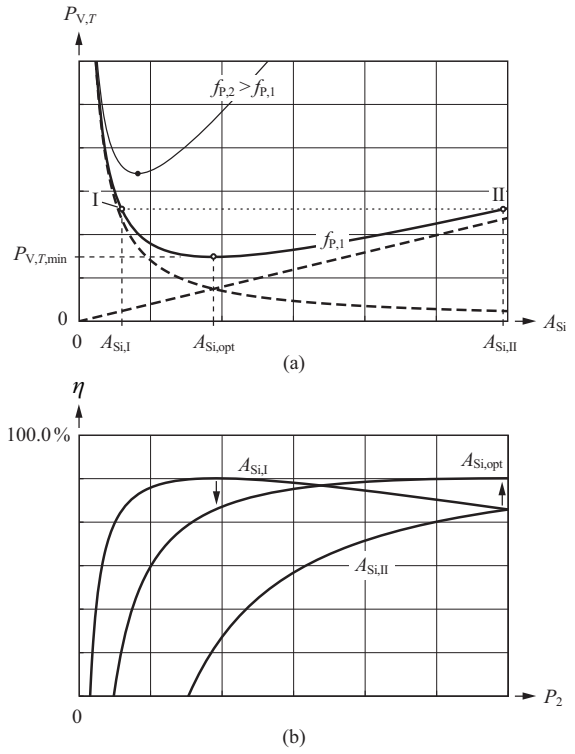 P_V,T
f_P,2 > f_P,1
I
II
f_P,1
P_V,T,min
0
0
A_Si,I
A_Si,opt
A_Si,II
A_Si
(a)
η
100.0%
A_Si,I
A_Si,opt
A_Si,II
0
P_2
(b)